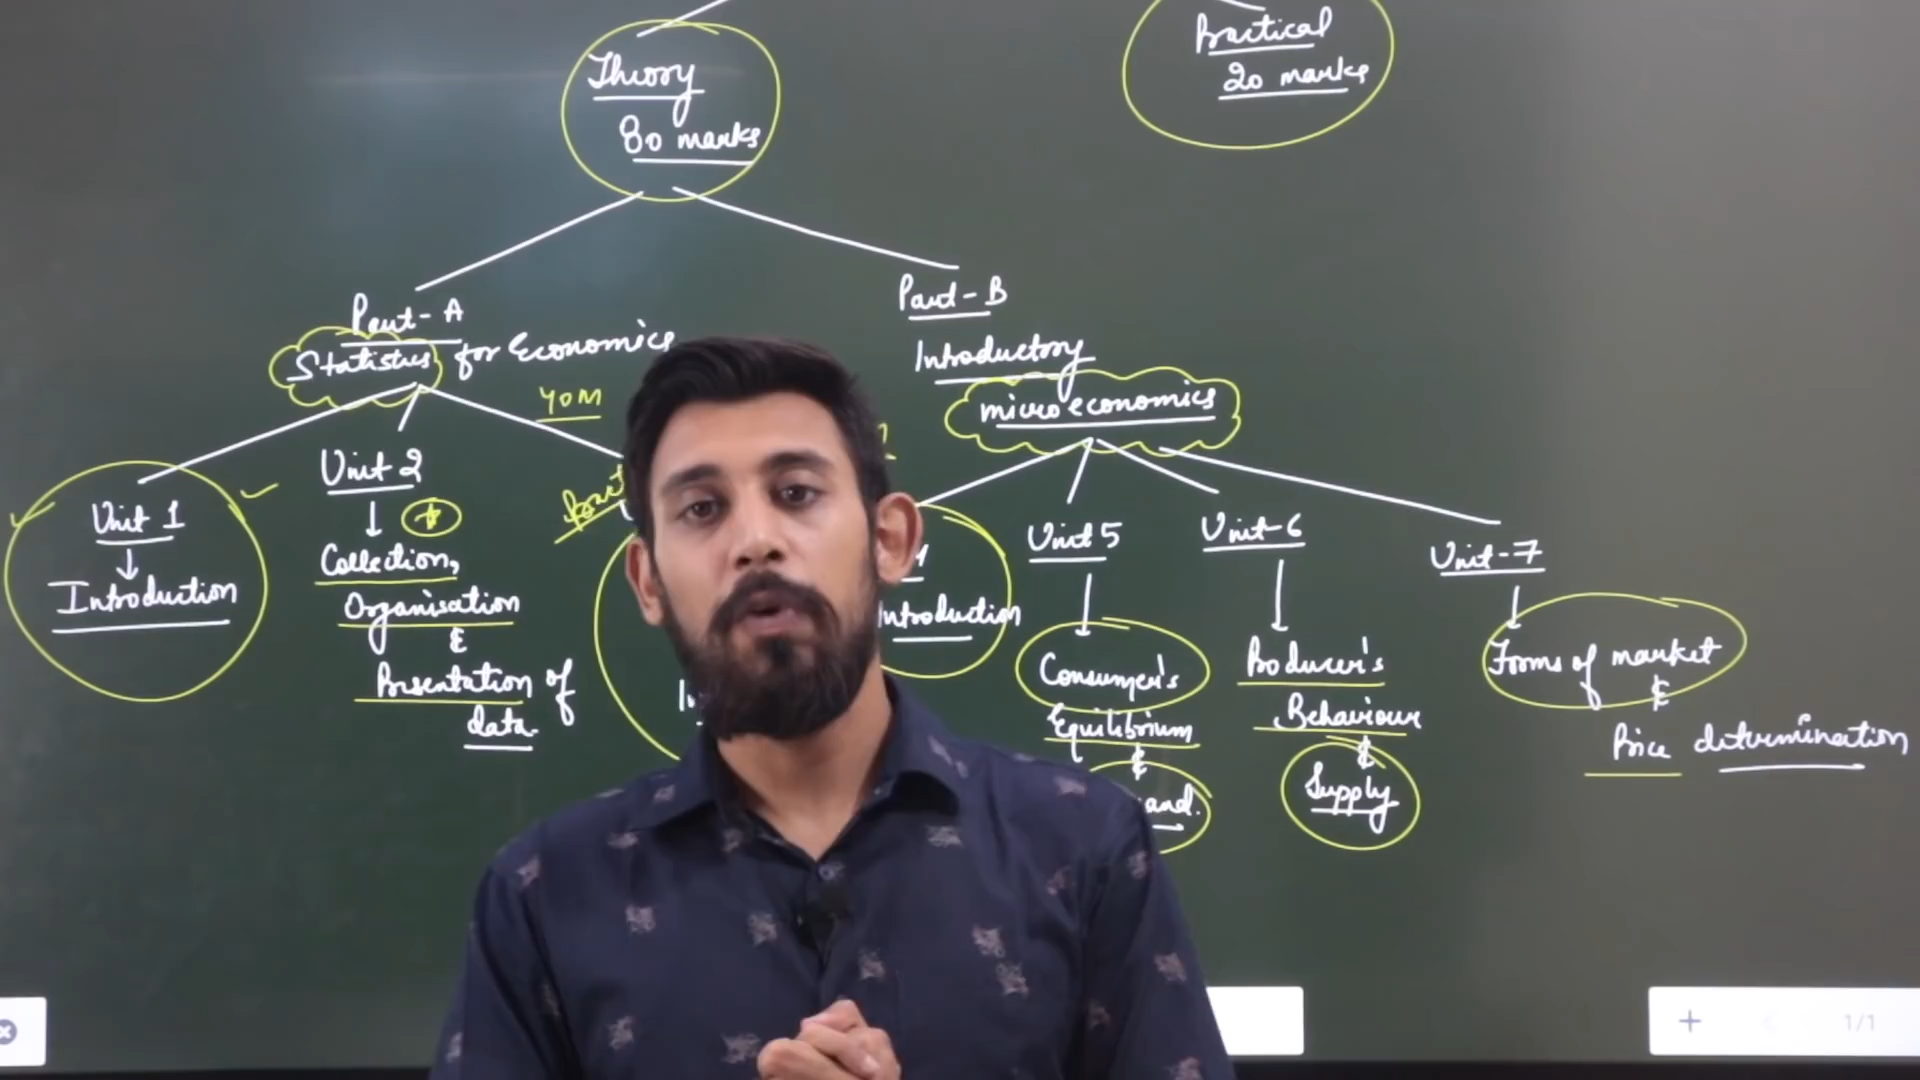 Theory
80 marks
Practical
20 marks
Part-A
Statistics for Economics
40M
Part-B
Introductory
microeconomics
Unit 1
Introduction
Unit 2
Collection,
Organisation
&
Presentation of
data
Introduction
Unit 5
Consumer's
Equilibrium
&
Unit-6
Producer's
Behaviour
&
Supply
Unit-7
Forms of market
&
Price determination
1/1